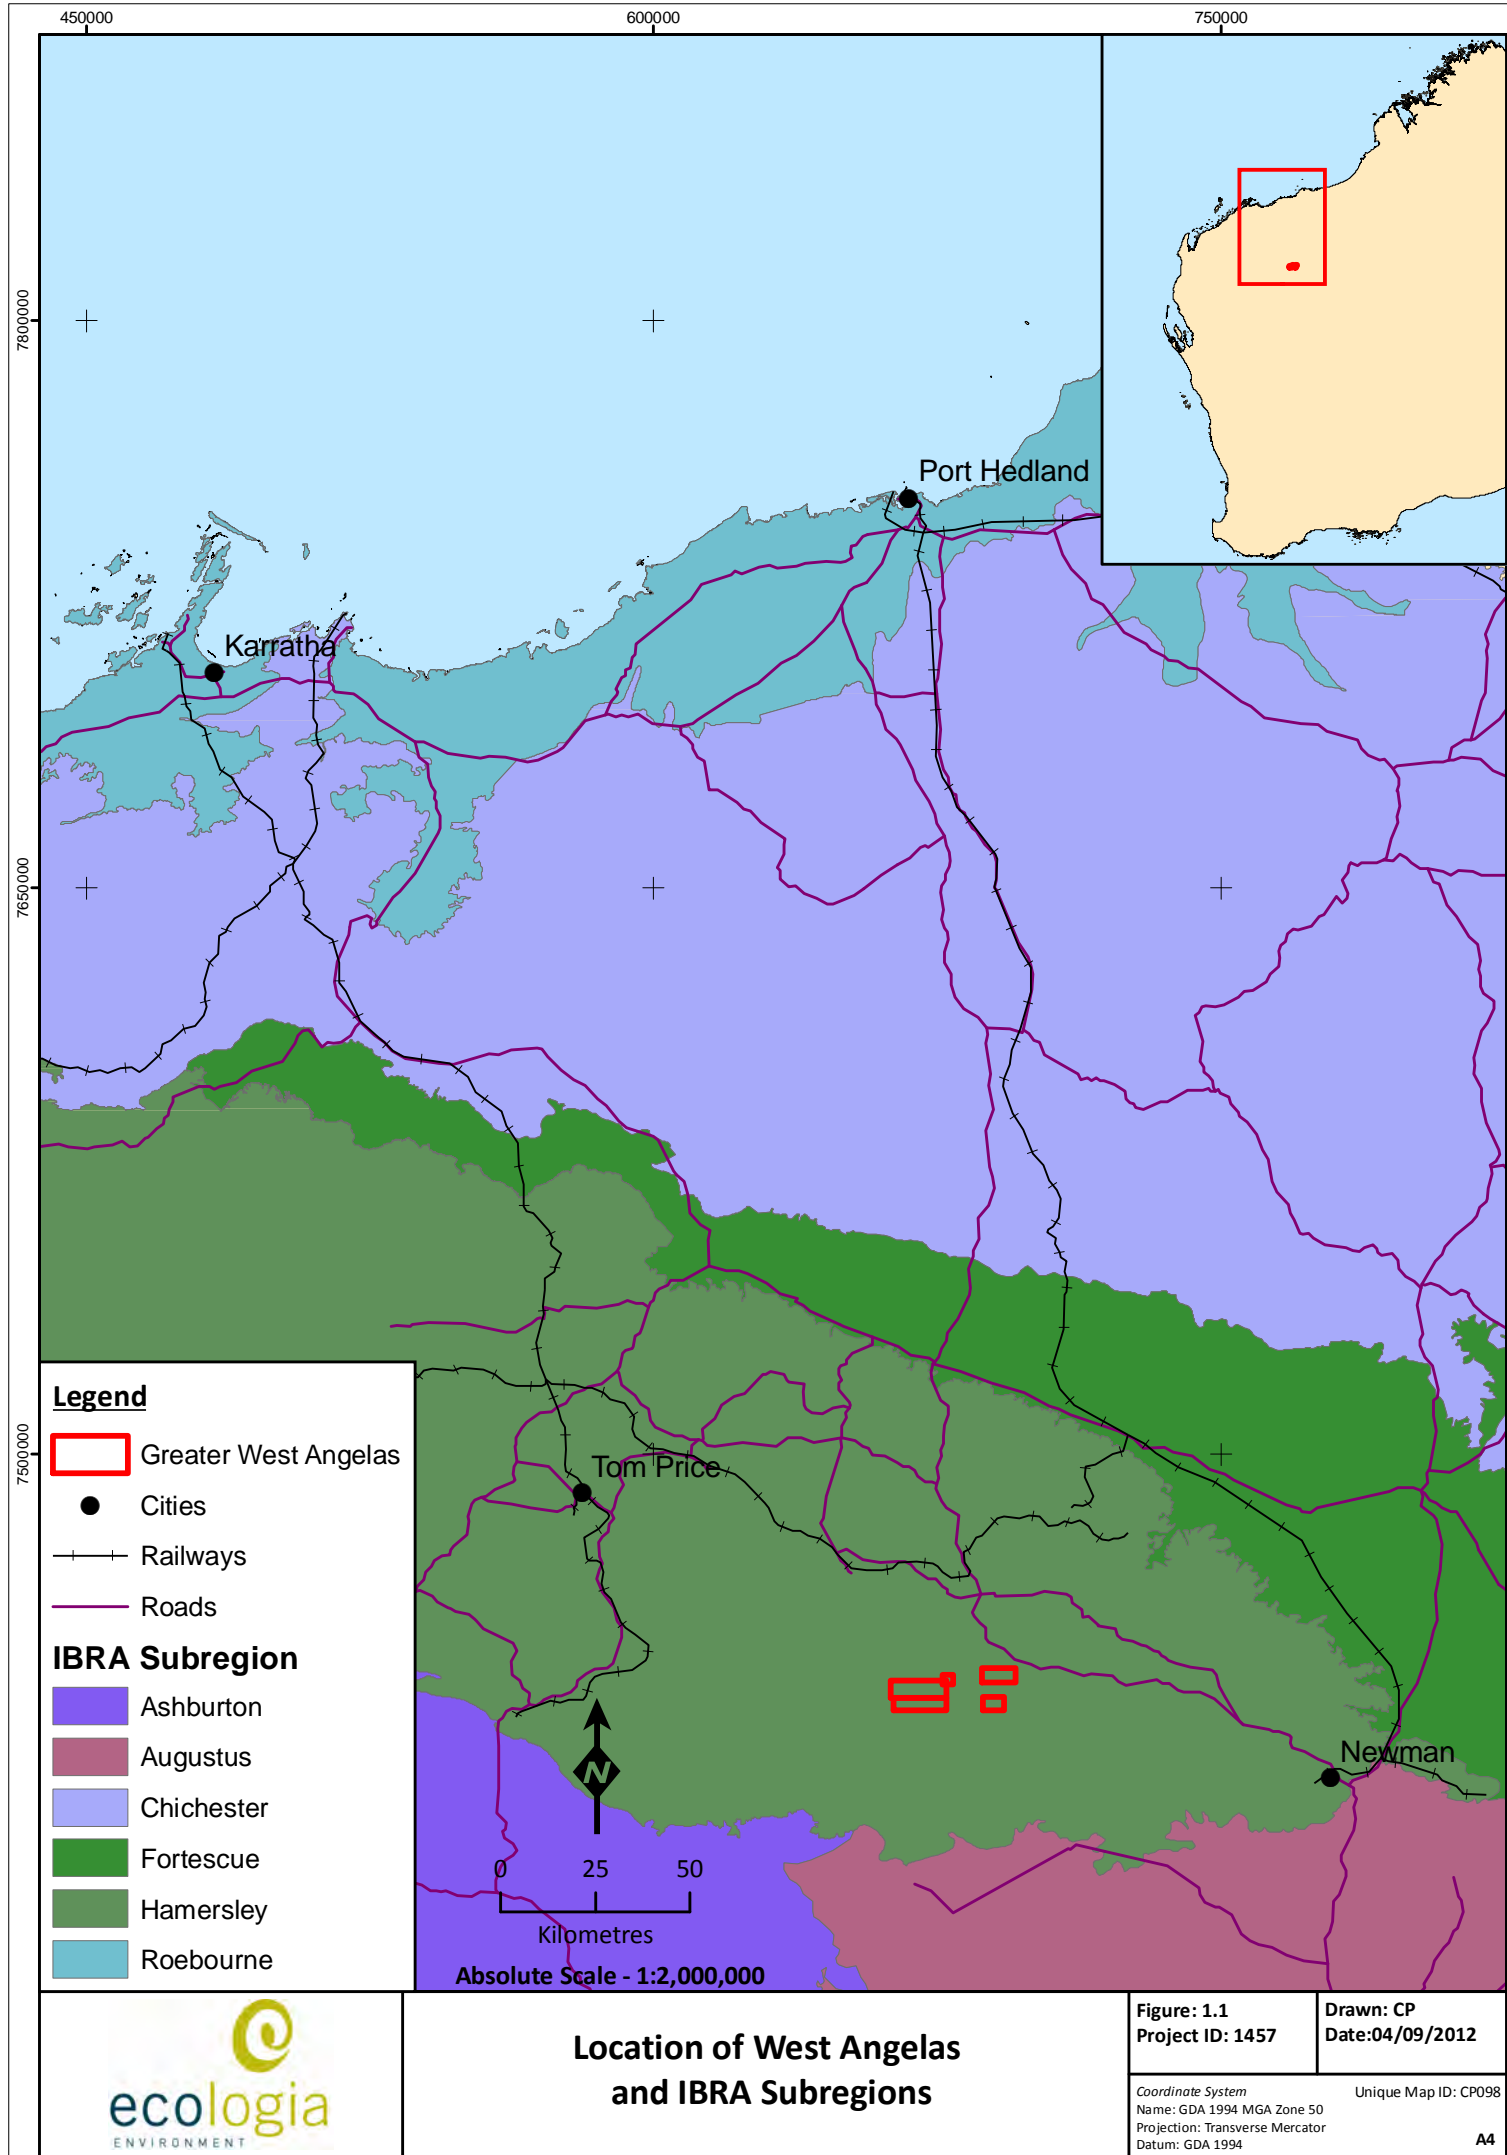 450000
600000
750000
7800000
7650000
7500000
Port Hedland
Karratha
Tom Price
Newman
Legend
Greater West Angelas
Cities
Railways
Roads
IBRA Subregion
Ashburton
Augustus
Chichester
Fortescue
Hamersley
Roebourne
N
0 25 50
Kilometres
Absolute Scale - 1:2,000,000
ecologia
ENVIRONMENT
Location of West Angelas
and IBRA Subregions
Figure: 1.1
Project ID: 1457
Drawn: CP
Date:04/09/2012
Coordinate System
Name: GDA 1994 MGA Zone 50
Projection: Transverse Mercator
Datum: GDA 1994
Unique Map ID: CP098
A4